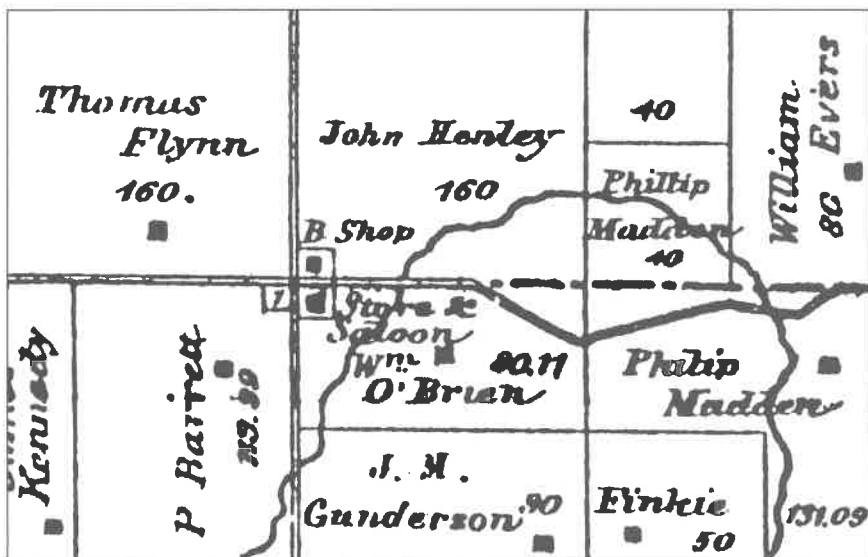 Thomas
Flynn
160.
John Henley
160
40
Phillip
Madden
40
William Evers
80
B Shop
Store &
Saloon
Wm
O'Brien
80.11
Philip
Madden
131.09
Kennedy
P Barrett
J. M.
Gunderson
90
Finkie
50